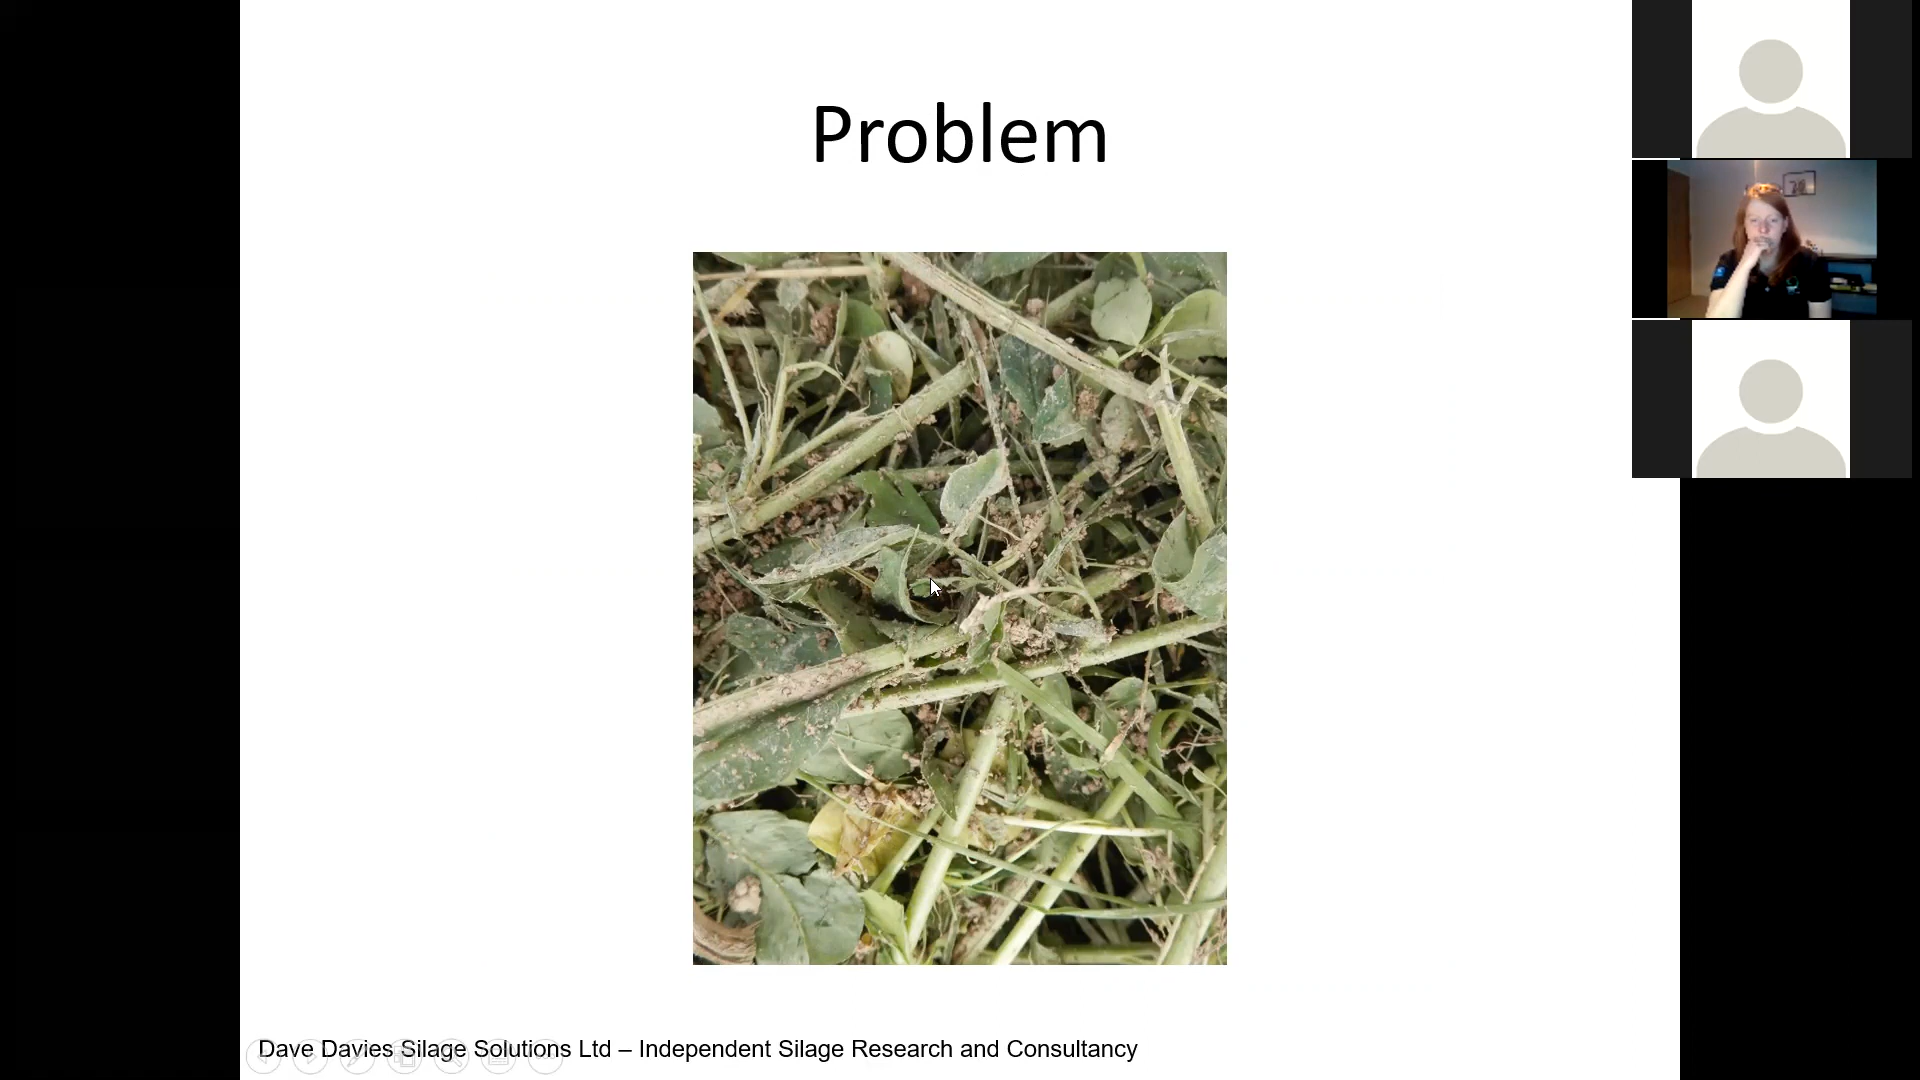 Problem
Dave Davies Silage Solutions Ltd – Independent Silage Research and Consultancy